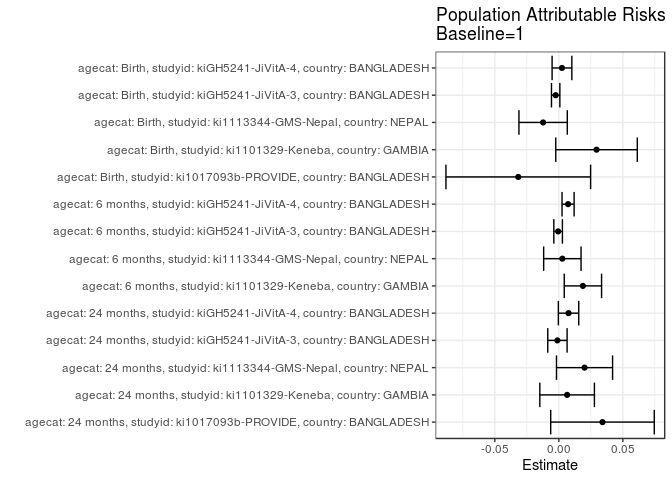 Population Attributable Risks
Baseline=1
agecat: Birth, studyid: kiGH5241-JiVitA-4, country: BANGLADESH
agecat: Birth, studyid: kiGH5241-JiVitA-3, country: BANGLADESH
agecat: Birth, studyid: ki1113344-GMS-Nepal, country: NEPAL
agecat: Birth, studyid: ki1101329-Keneba, country: GAMBIA
agecat: Birth, studyid: ki1017093b-PROVIDE, country: BANGLADESH
agecat: 6 months, studyid: kiGH5241-JiVitA-4, country: BANGLADESH
agecat: 6 months, studyid: kiGH5241-JiVitA-3, country: BANGLADESH
agecat: 6 months, studyid: ki1113344-GMS-Nepal, country: NEPAL
agecat: 6 months, studyid: ki1101329-Keneba, country: GAMBIA
agecat: 24 months, studyid: kiGH5241-JiVitA-4, country: BANGLADESH
agecat: 24 months, studyid: kiGH5241-JiVitA-3, country: BANGLADESH
agecat: 24 months, studyid: ki1113344-GMS-Nepal, country: NEPAL
agecat: 24 months, studyid: ki1101329-Keneba, country: GAMBIA
agecat: 24 months, studyid: ki1017093b-PROVIDE, country: BANGLADESH
-0.05 0.00 0.05
Estimate